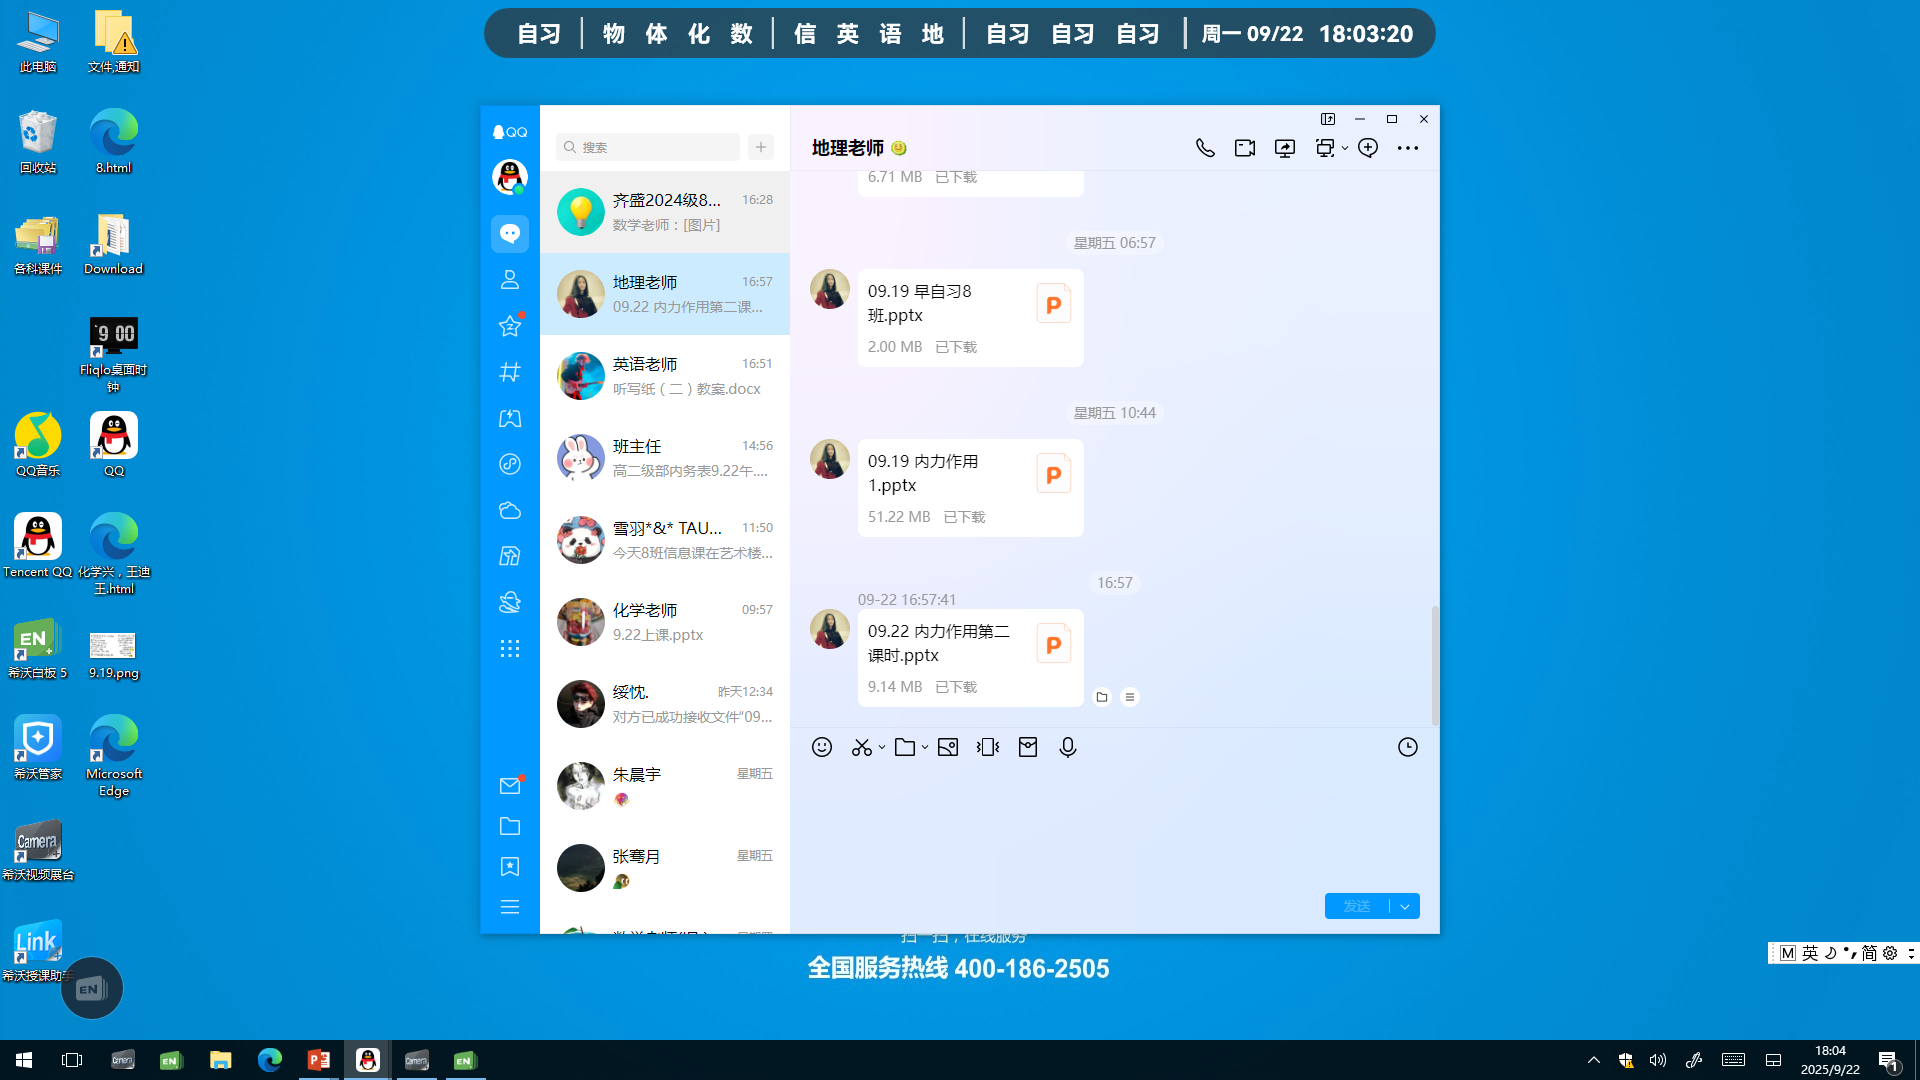 自习 物 体 化 数 信 英 语 地 自习 自习 自习 周一 09/22 18:03:20
此电脑
文件,通知
回收站
8.html
各科课件
Download
9 00
Fliqlo桌面时
钟
QQ音乐
QQ
Tencent QQ
化学兴，王迪
王.html
EN
希沃白板 5
9.19.png
希沃管家
Microsoft
Edge
Camera
希沃视频展台
Link
希沃授课助手
EN
QQ
搜索
齐盛2024级8... 16:28
数学老师：[图片]
地理老师 16:57
09.22 内力作用第二课...
英语老师 16:51
听写纸（二）教案.docx
班主任 14:56
高二级部内务表9.22午....
雪羽*&* TAU... 11:50
今天8班信息课在艺术楼...
化学老师 09:57
9.22上课.pptx
绥忱. 昨天12:34
对方已成功接收文件“09...
朱晨宇 星期五
张骞月 星期五
地理老师
6.71 MB 已下载
星期五 06:57
09.19 早自习8
班.pptx
P
2.00 MB 已下载
星期五 10:44
09.19 内力作用
1.pptx
P
51.22 MB 已下载
16:57
09-22 16:57:41
09.22 内力作用第二
课时.pptx
P
9.14 MB 已下载
发送
扫一扫，在线服务
全国服务热线 400-186-2505
M 英 简
Camera
EN
P
Camera
EN
18:04
2025/9/22
1